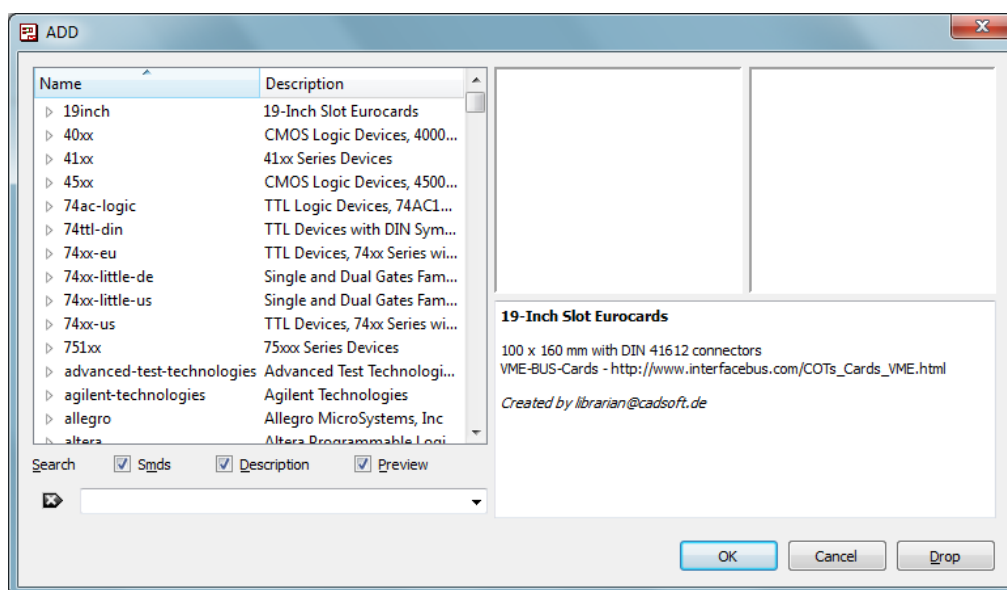 ADD
Name Description
19inch 19-Inch Slot Eurocards
40xx CMOS Logic Devices, 4000...
41xx 41xx Series Devices
45xx CMOS Logic Devices, 4500...
74ac-logic TTL Logic Devices, 74AC1...
74ttl-din TTL Devices with DIN Sym...
74xx-eu TTL Devices, 74xx Series wi...
74xx-little-de Single and Dual Gates Fam...
74xx-little-us Single and Dual Gates Fam...
74xx-us TTL Devices, 74xx Series wi...
751xx 75xxx Series Devices
advanced-test-technologies Advanced Test Technologi...
agilent-technologies Agilent Technologies
allegro Allegro MicroSystems, Inc
altera Altera Programmable Logi
Search Smds Description Preview
19-Inch Slot Eurocards
100 x 160 mm with DIN 41612 connectors
VME-BUS-Cards - http://www.interfacebus.com/COTs_Cards_VME.html
Created by librarian@cadsoft.de
OK Cancel Drop